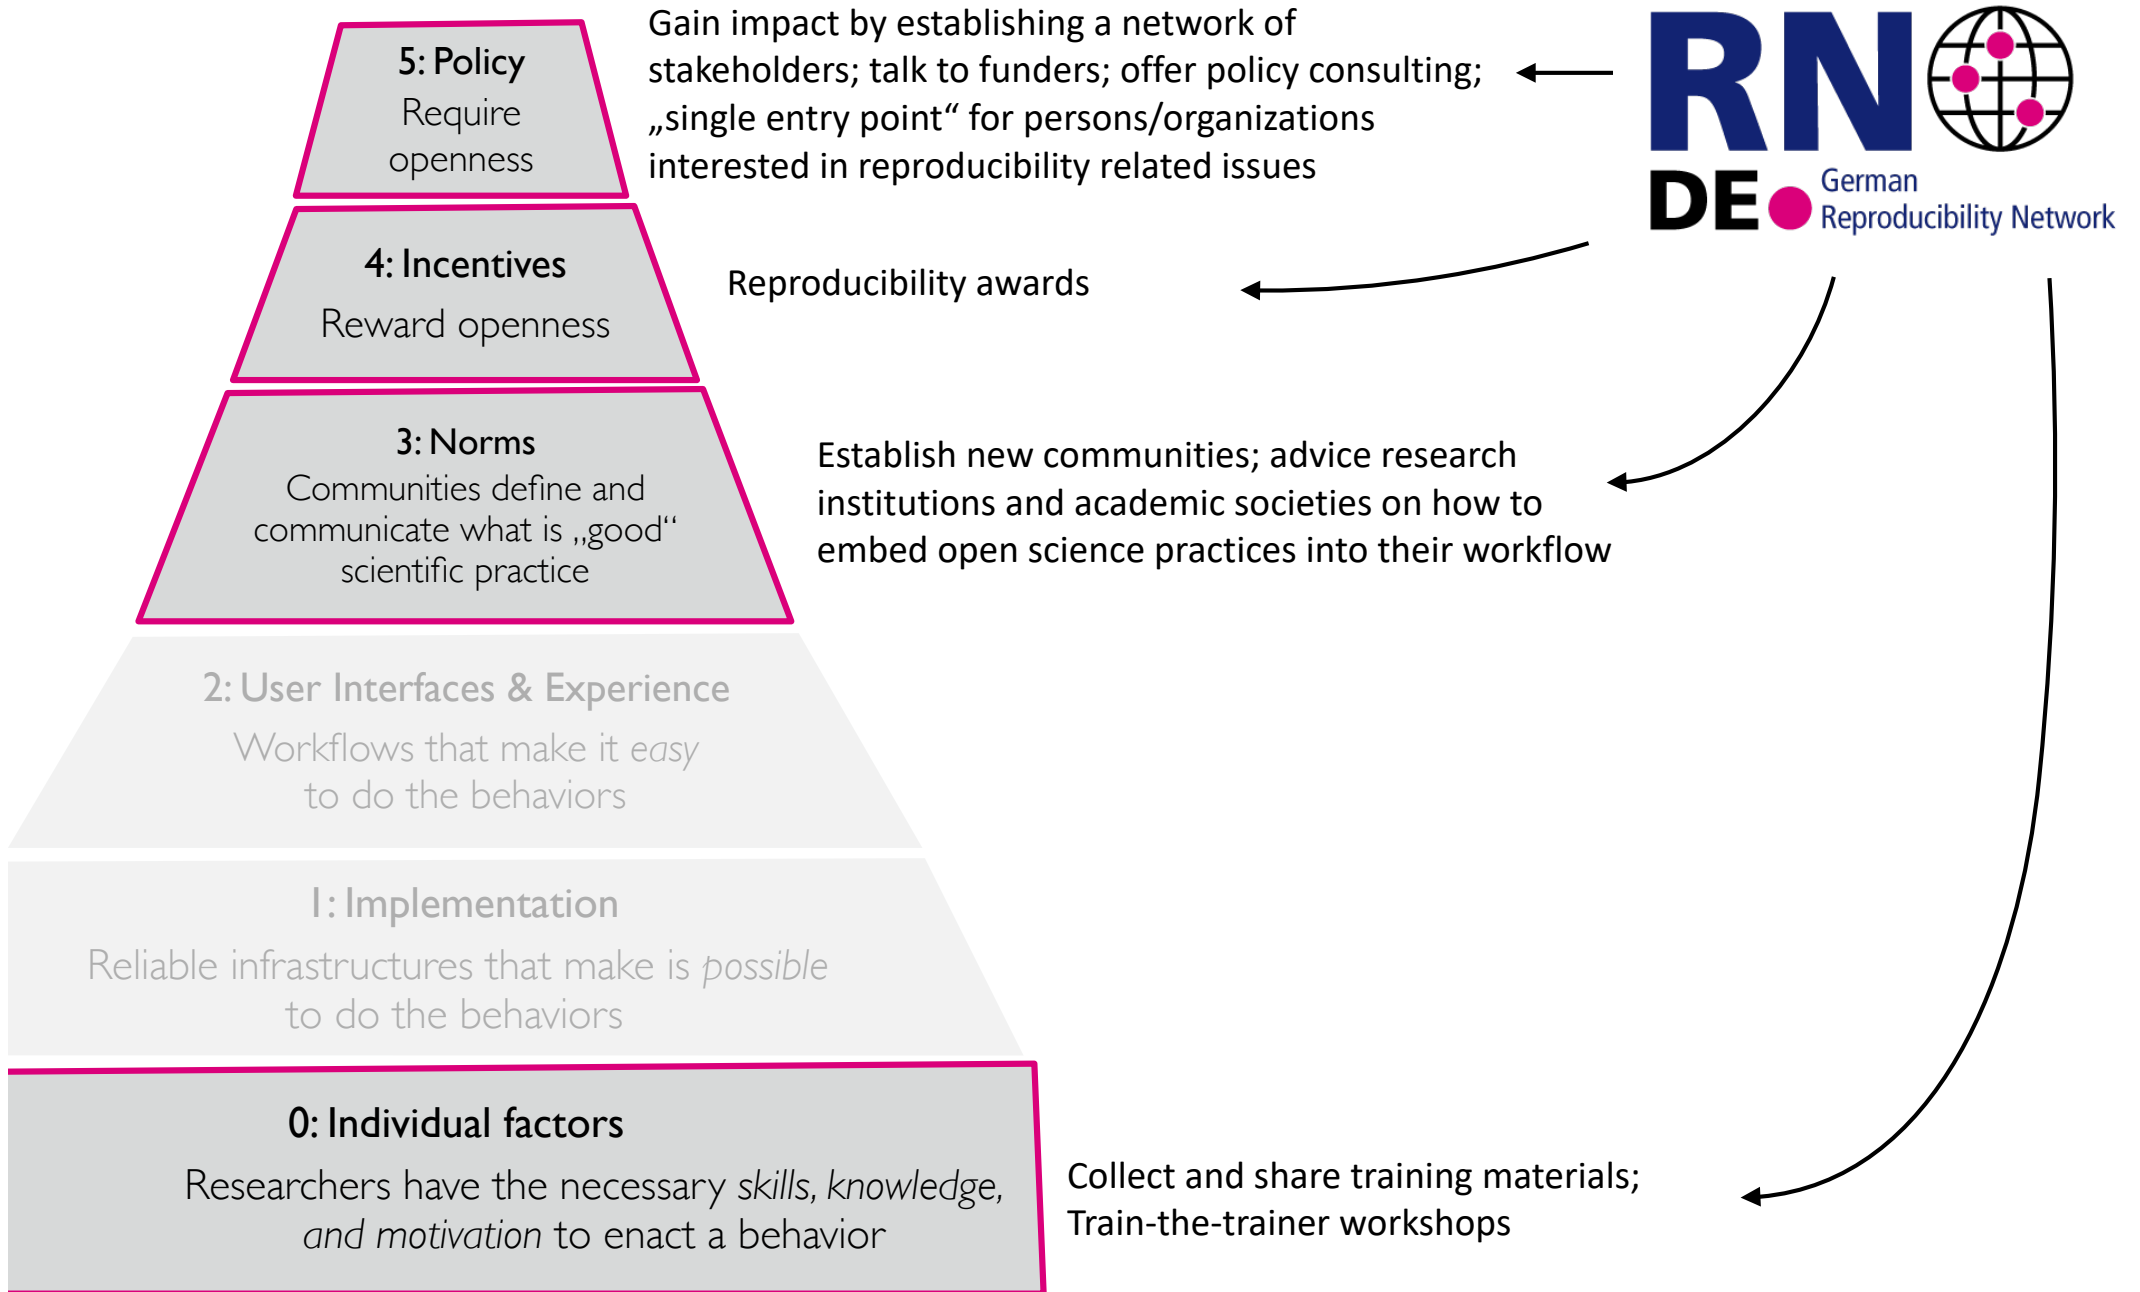 5: Policy
Require
openness
Gain impact by establishing a network of
stakeholders; talk to funders; offer policy consulting;
„single entry point“ for persons/organizations
interested in reproducibility related issues
RN
DE
German
Reproducibility Network
4: Incentives
Reward openness
Reproducibility awards
3: Norms
Communities define and
communicate what is „good“
scientific practice
Establish new communities; advice research
institutions and academic societies on how to
embed open science practices into their workflow
2: User Interfaces & Experience
Workflows that make it easy
to do the behaviors
1: Implementation
Reliable infrastructures that make is possible
to do the behaviors
0: Individual factors
Researchers have the necessary skills, knowledge,
and motivation to enact a behavior
Collect and share training materials;
Train-the-trainer workshops